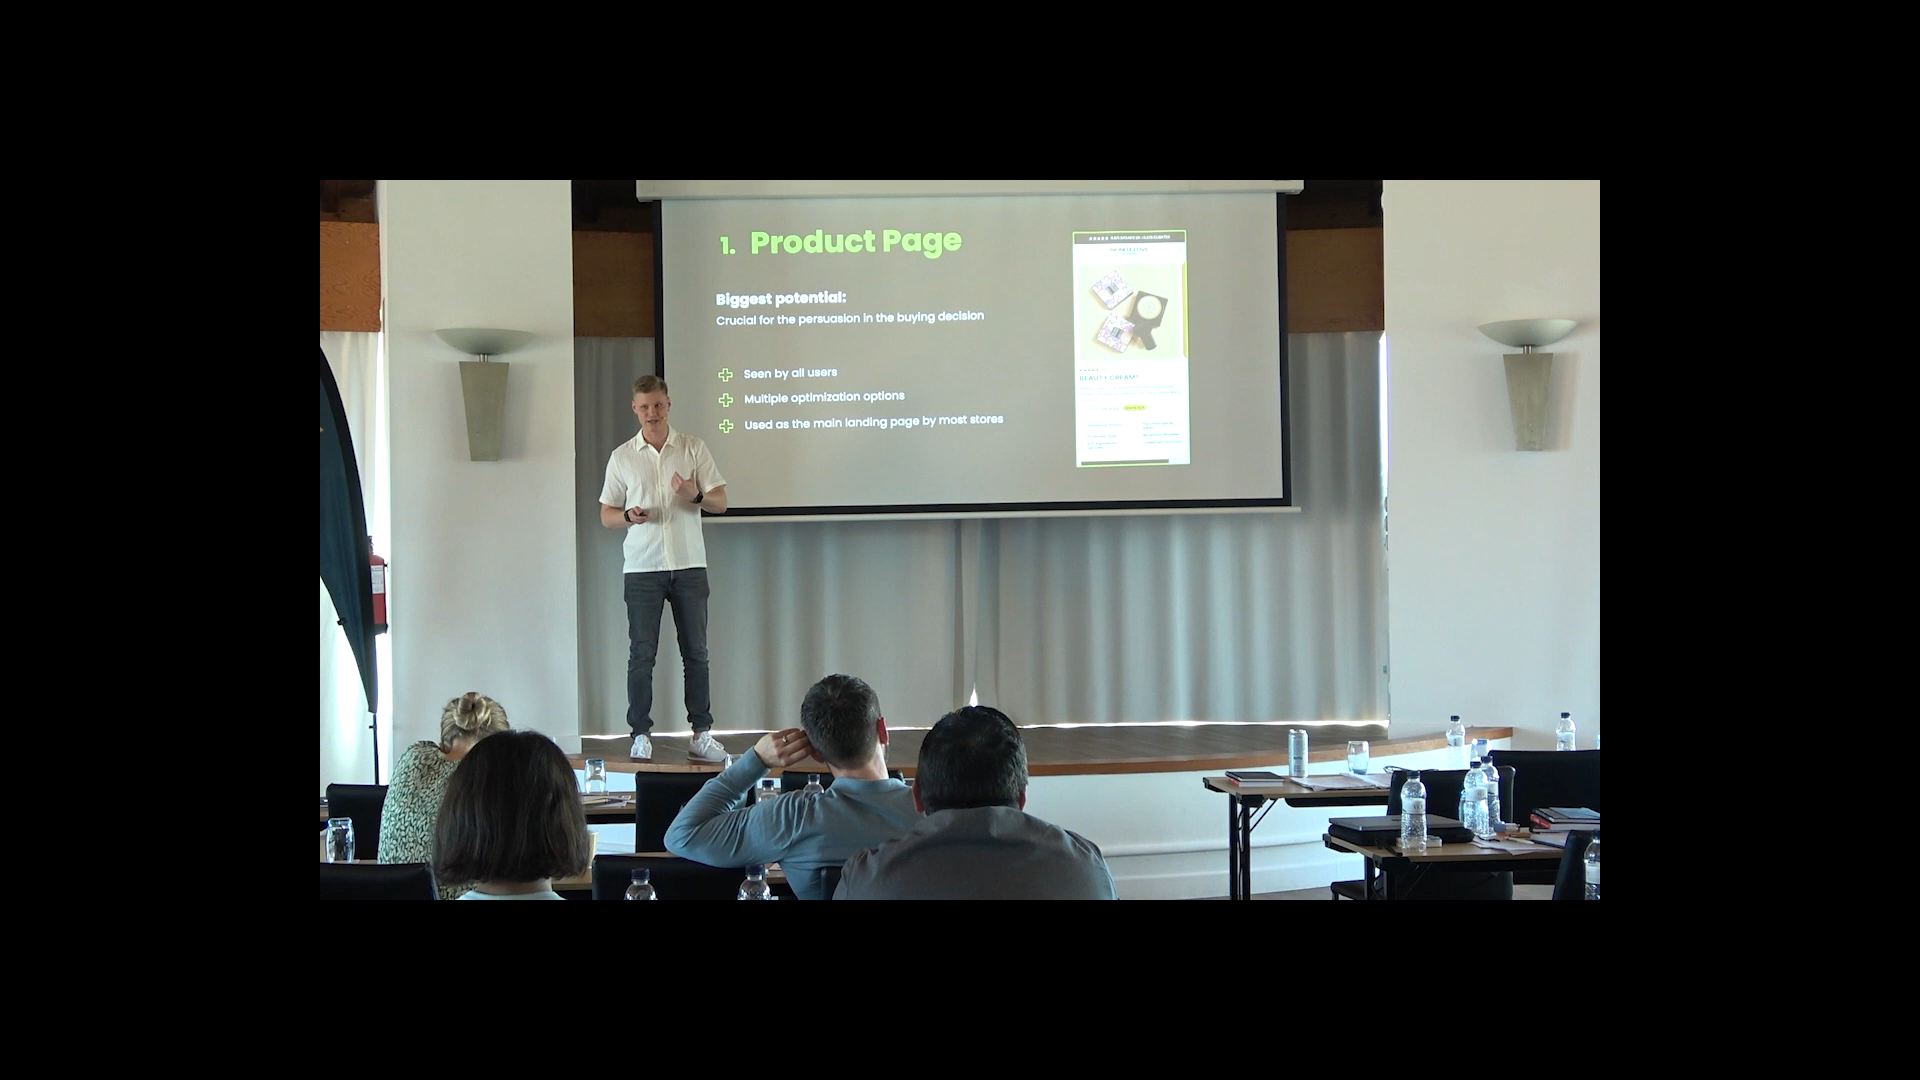 1. Product Page
Biggest potential:
Crucial for the persuasion in the buying decision
Seen by all users
Multiple optimization options
Used as the main landing page by most stores
BEAUTY CREAM